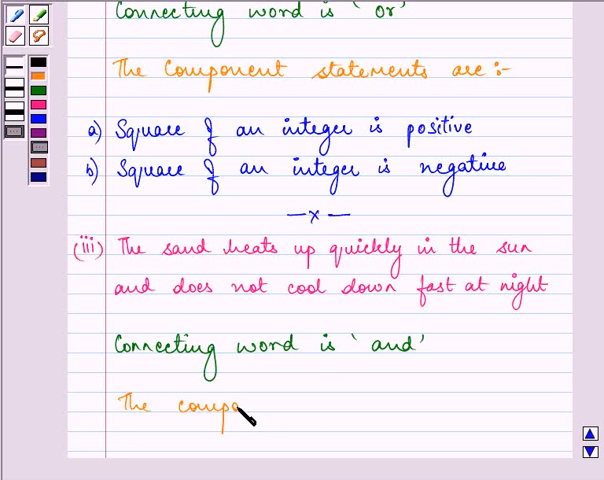 Connecting word is ' or'
The Component statements are :-
a) Square of an integer is positive
b) Square of an integer is negative
—x—
(iii) The sand heats up quickly in the sun
and does not cool down fast at night
Connecting word is ' and'
The compo